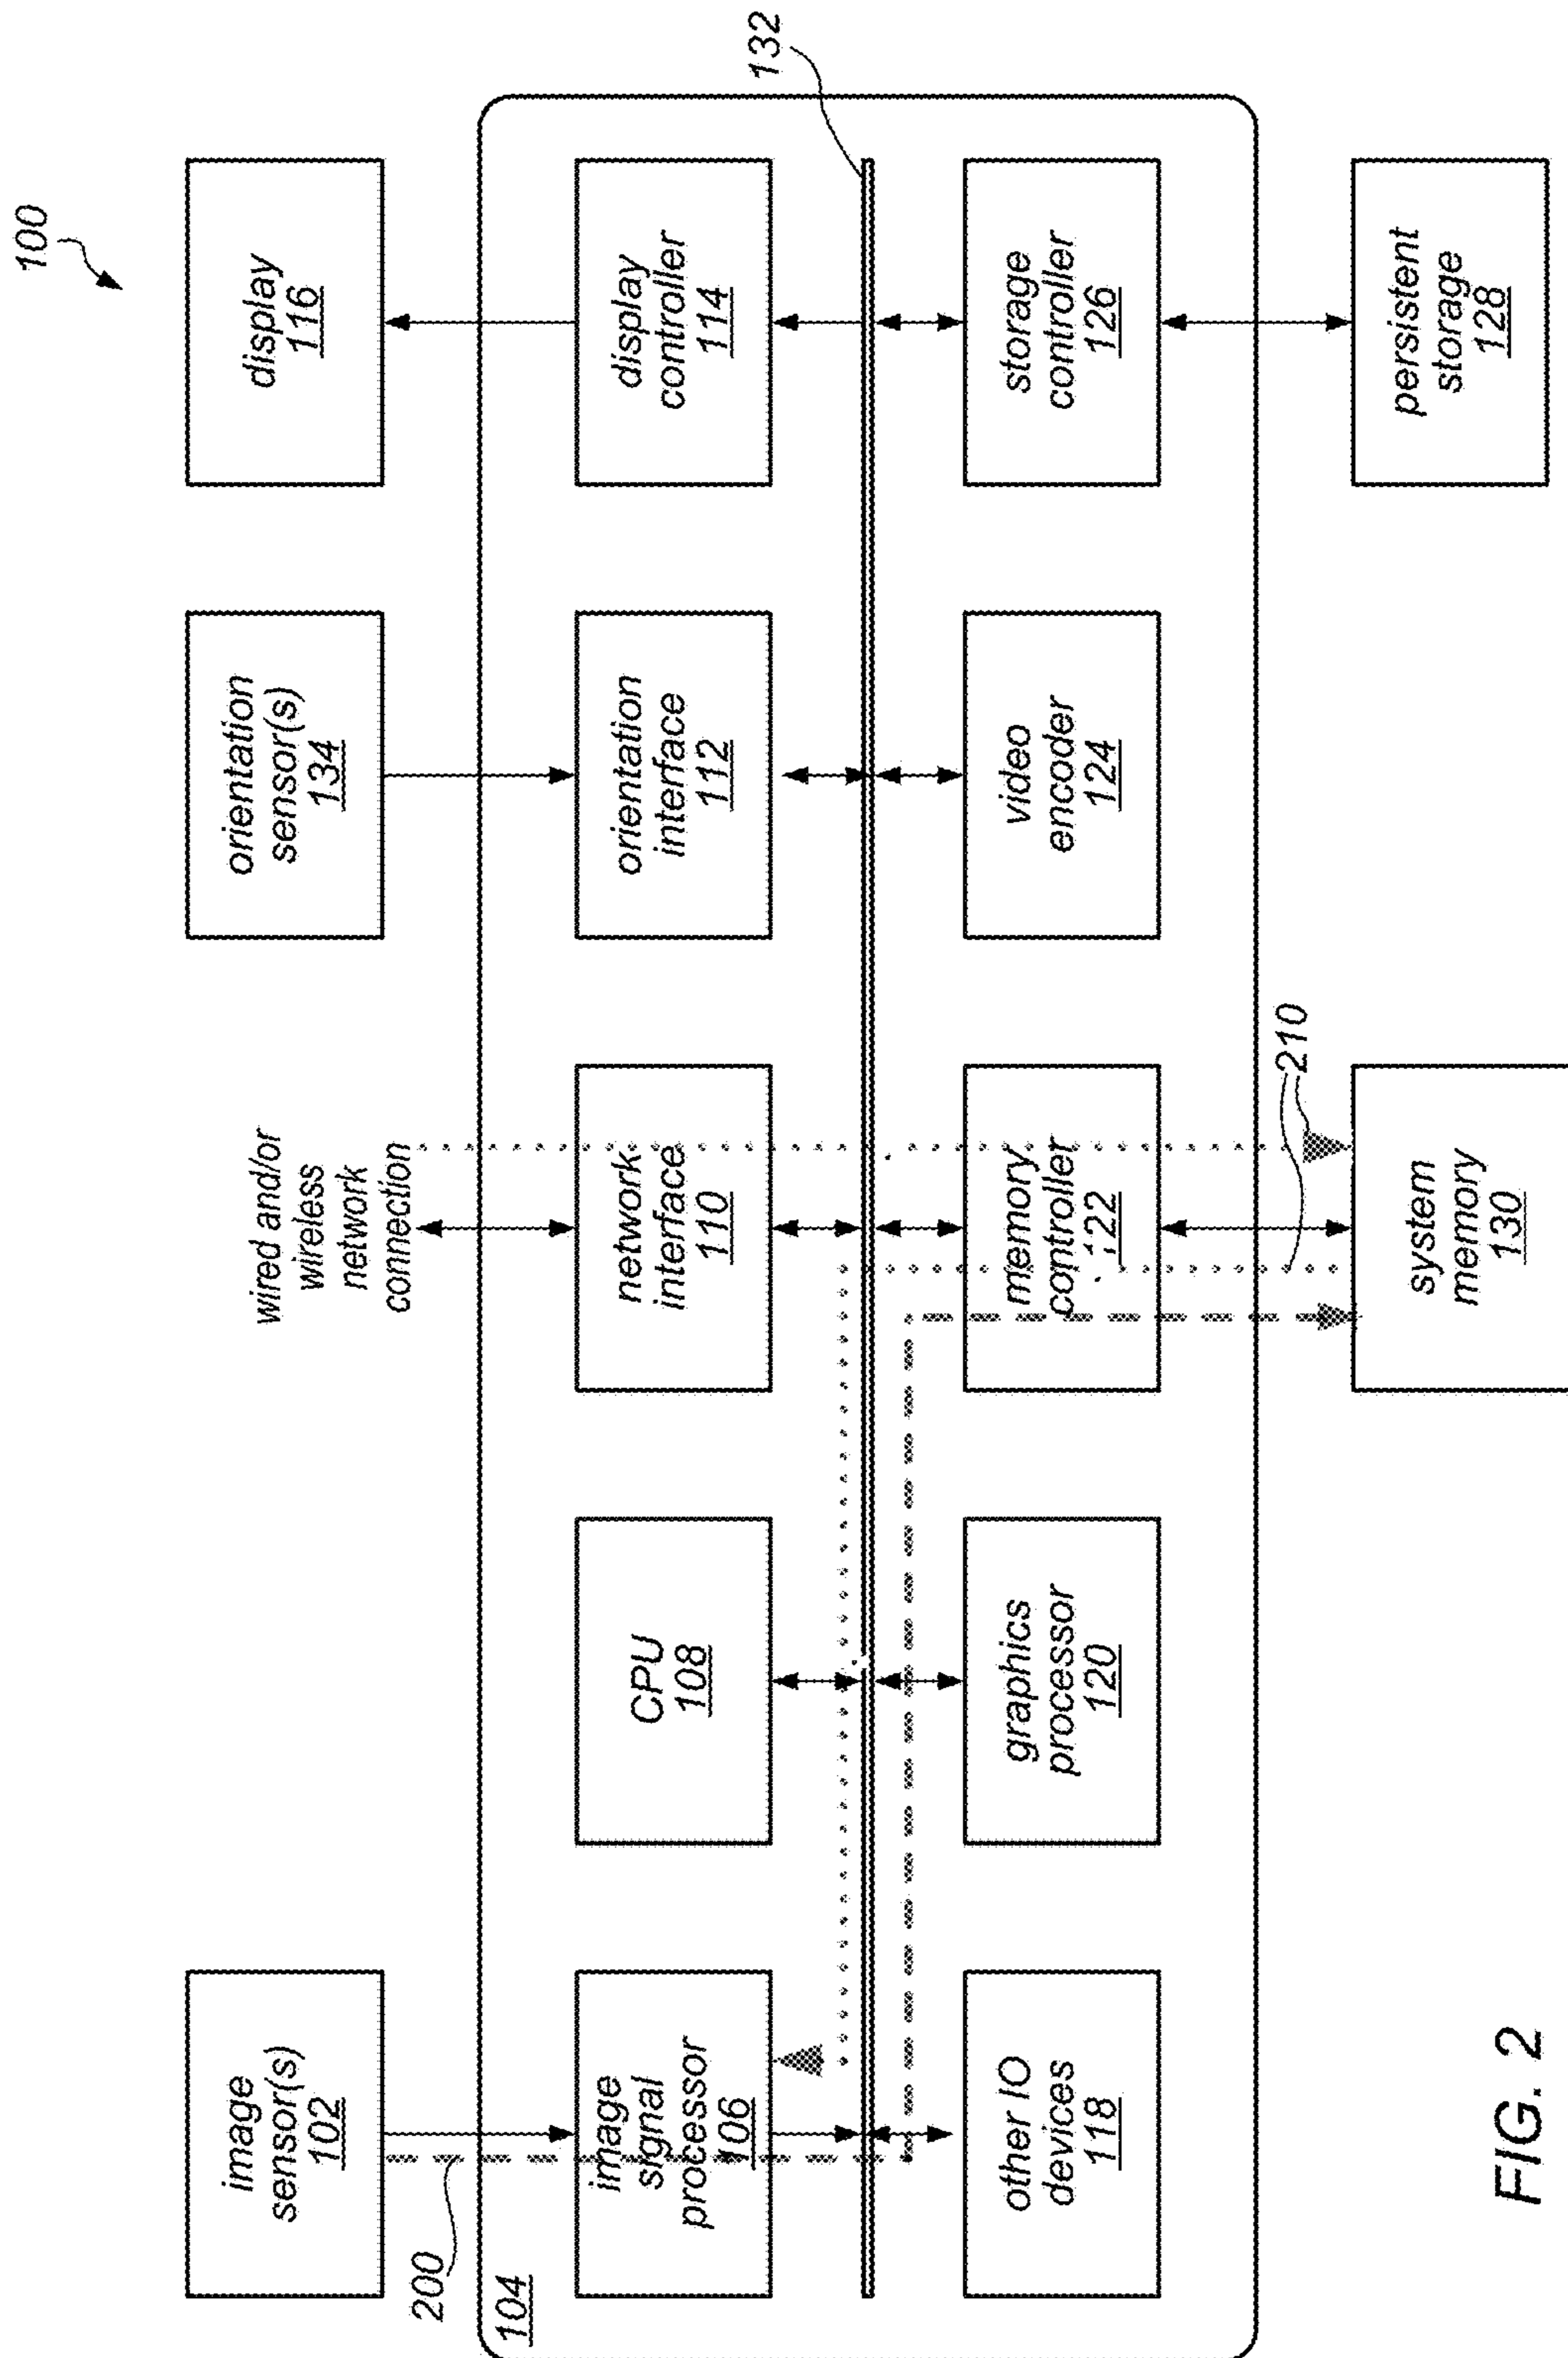 100
image
sensor(s)
102
wired and/or
wireless
network
connection
orientation
sensor(s)
134
display
116
200
104
image
signal
processor
106
CPU
108
network
interface
110
orientation
interface
112
display
controller
114
132
other IO
devices
118
graphics
processor
120
memory
controller
122
video
encoder
124
storage
controller
126
210
system
memory
130
persistent
storage
128
FIG. 2